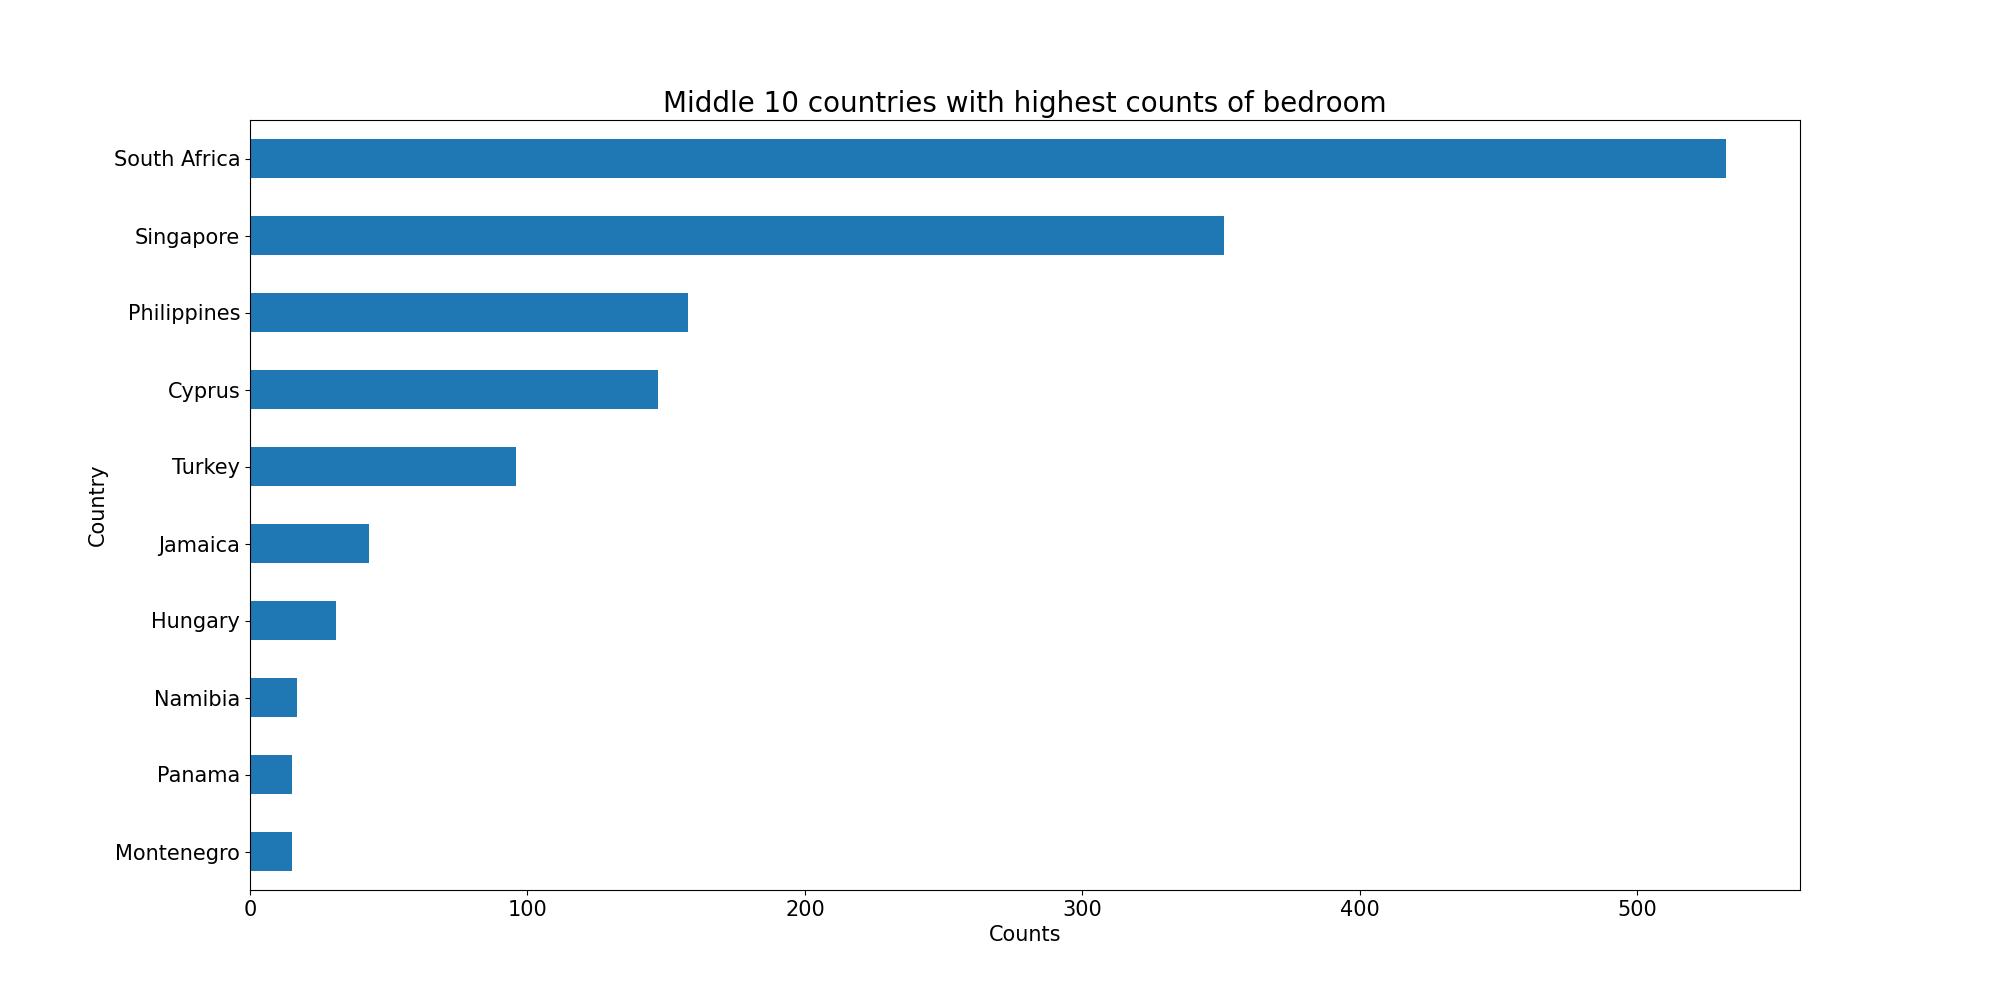 Middle 10 countries with highest counts of bedroom
South Africa
Singapore
Philippines
Cyprus
Turkey
Jamaica
Hungary
Namibia
Panama
Montenegro
Country
0 100 200 300 400 500
Counts